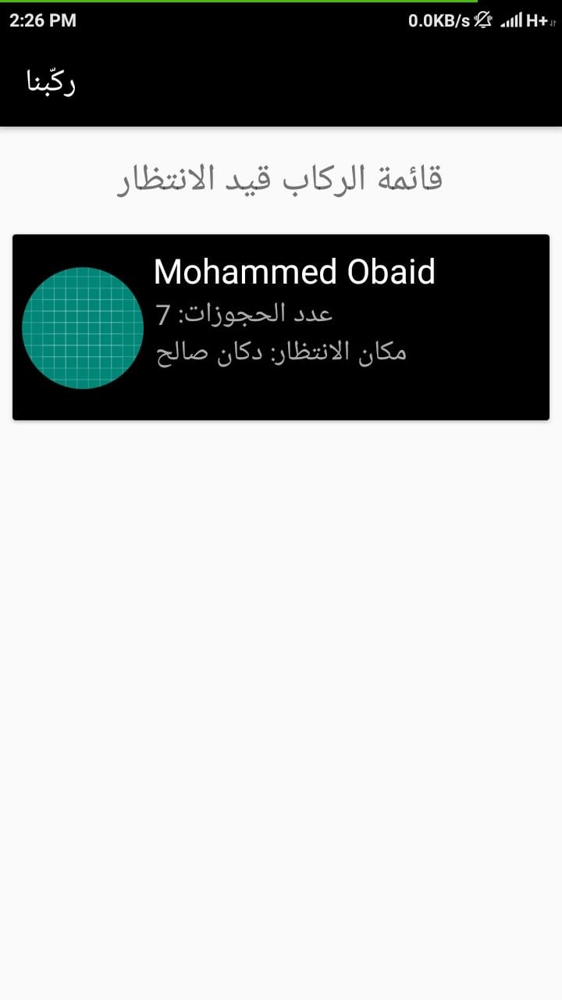 2:26 PM
0.0KB/s H+
ركّبنا
قائمة الركاب قيد الانتظار
Mohammed Obaid
عدد الحجوزات: 7
مكان الانتظار: دكان صالح